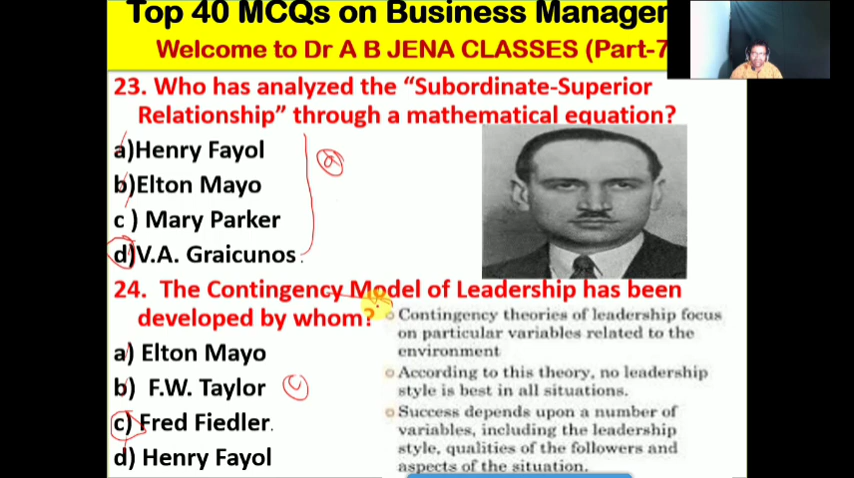 Top 40 MCQs on Business Manager
Welcome to Dr A B JENA CLASSES (Part-7
23. Who has analyzed the “Subordinate-Superior
Relationship” through a mathematical equation?
a)Henry Fayol
b)Elton Mayo
c ) Mary Parker
d)V.A. Graicunos
24. The Contingency Model of Leadership has been
developed by whom?
a) Elton Mayo
b) F.W. Taylor
c) Fred Fiedler.
d) Henry Fayol
Contingency theories of leadership focus
on particular variables related to the
environment
According to this theory, no leadership
style is best in all situations.
Success depends upon a number of
variables, including the leadership
style, qualities of the followers and
aspects of the situation.